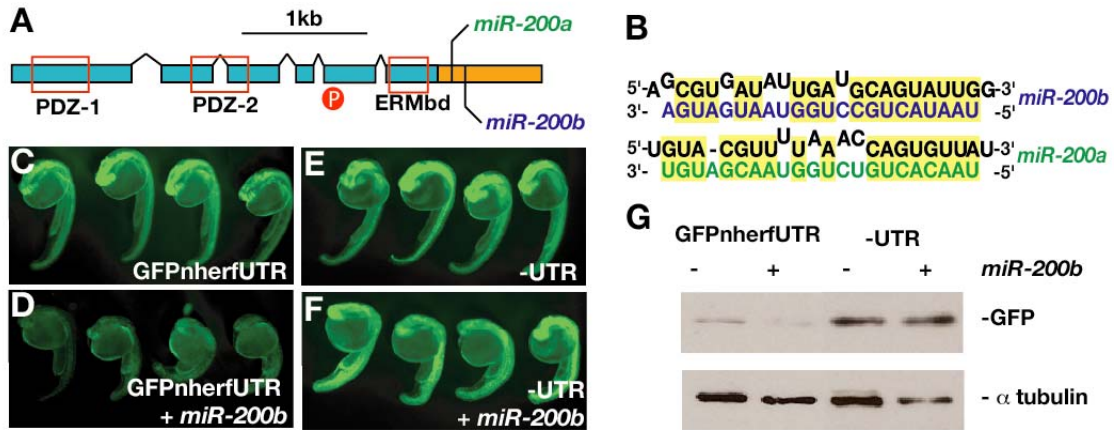 A
1kb
miR-200a
PDZ-1
PDZ-2
P
ERMbd
miR-200b
B
5'-AGCGUGAUAUUGAUGCAGUAUUGG-3'
3'- AGUAGUAAUGGUCCGUCAUAAU -5'
miR-200b
5'-UGUA-CGUUUUAAACCAGUGUUAU-3'
3'- UGUAGCAAUGGUCUGUCACAAU -5'
miR-200a
C
GFPnherfUTR
D
GFPnherfUTR
+ miR-200b
E
-UTR
F
-UTR
+ miR-200b
G
GFPnherfUTR -UTR
- + - + miR-200b
-GFP
- α tubulin